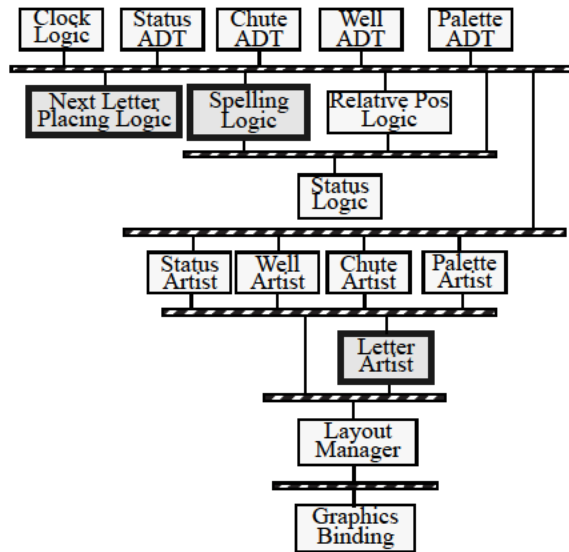 Clock
Logic
Status
ADT
Chute
ADT
Well
ADT
Palette
ADT
Next Letter
Placing Logic
Spelling
Logic
Relative Pos
Logic
Status
Logic
Status
Artist
Well
Artist
Chute
Artist
Palette
Artist
Letter
Artist
Layout
Manager
Graphics
Binding